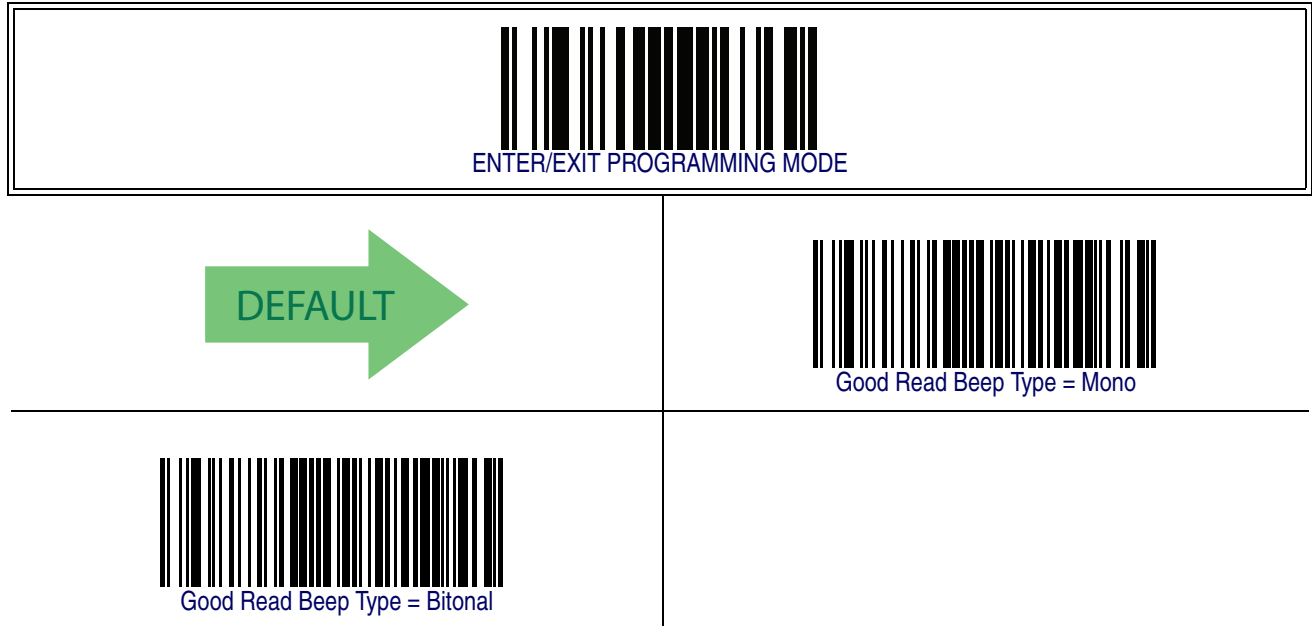 ENTER/EXIT PROGRAMMING MODE
DEFAULT
Good Read Beep Type = Mono
Good Read Beep Type = Bitonal